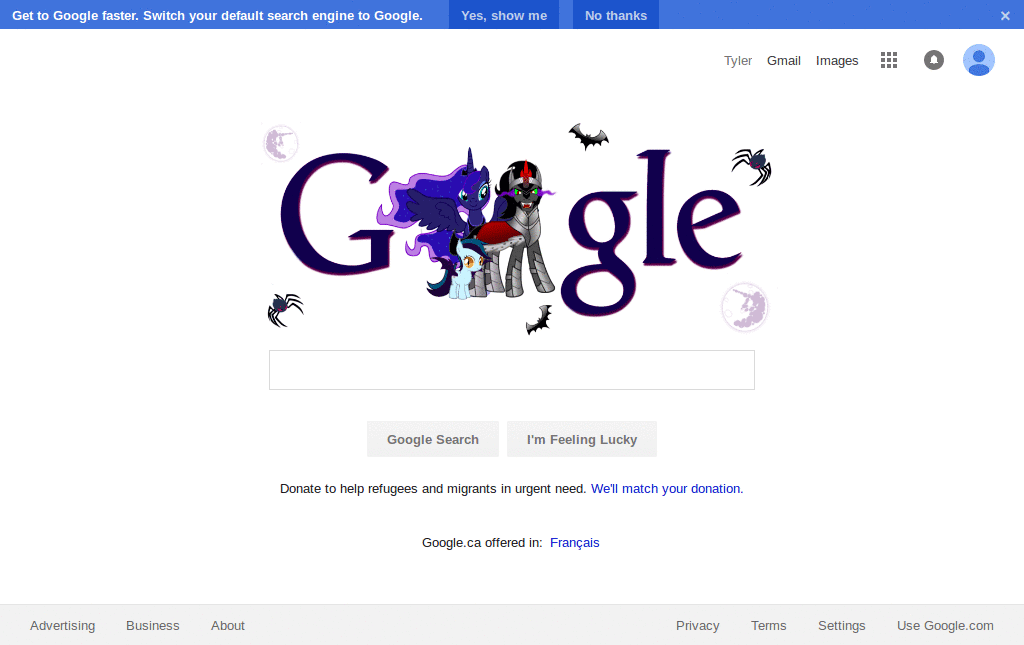 Get to Google faster. Switch your default search engine to Google. Yes, show me No thanks ×
Tyler Gmail Images
Google
Google Search I'm Feeling Lucky
Donate to help refugees and migrants in urgent need. We'll match your donation.
Google.ca offered in: Français
Advertising Business About Privacy Terms Settings Use Google.com